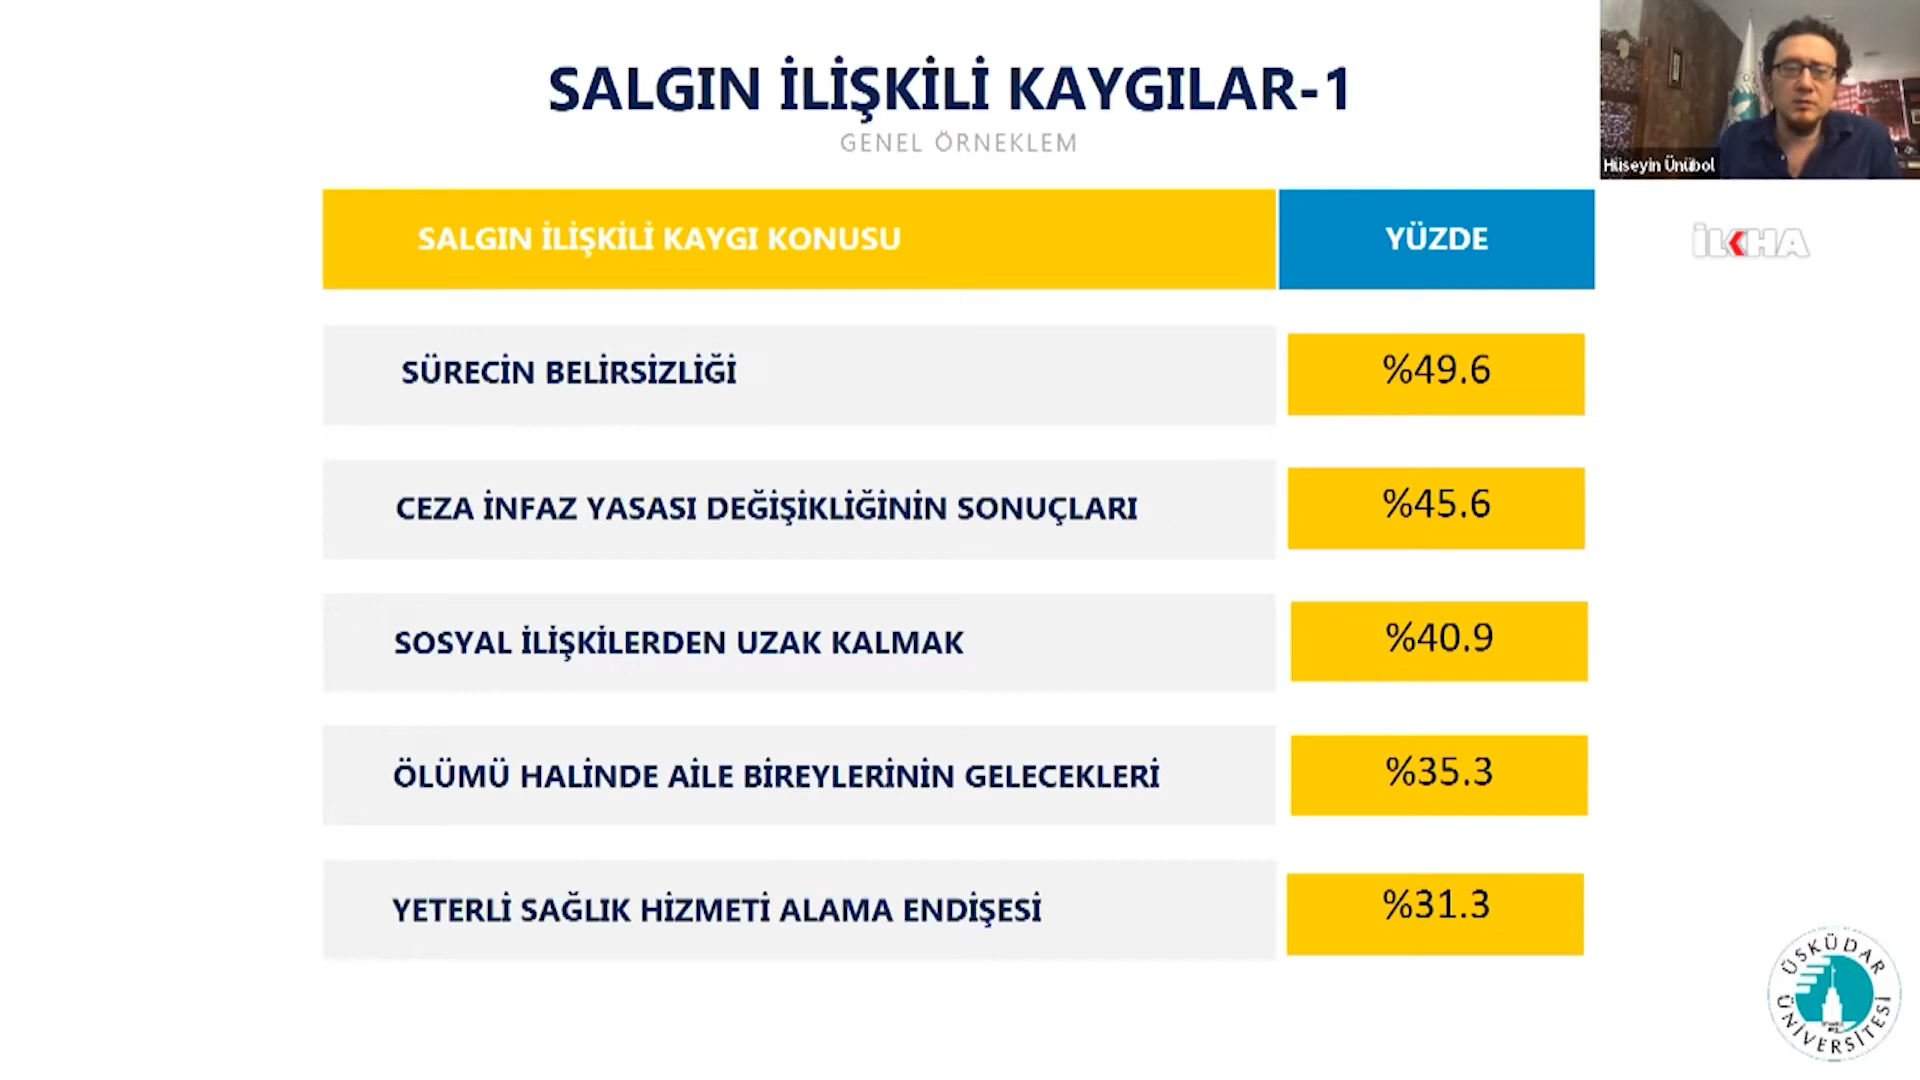 SALGIN İLİŞKİLİ KAYGILAR-1
GENEL ÖRNEKLEM
Hüseyin Ünübol
SALGIN İLİŞKİLİ KAYGI KONUSU
YÜZDE
İLKHA
SÜRECİN BELİRSİZLİĞİ
%49.6
CEZA İNFAZ YASASI DEĞİŞİKLİĞİNİN SONUÇLARI
%45.6
SOSYAL İLİŞKİLERDEN UZAK KALMAK
%40.9
ÖLÜMÜ HALİNDE AİLE BİREYLERİNİN GELECEKLERİ
%35.3
YETERLİ SAĞLIK HİZMETİ ALAMA ENDİŞESİ
%31.3
ÜSKÜDAR
ÜNİVERSİTESİ